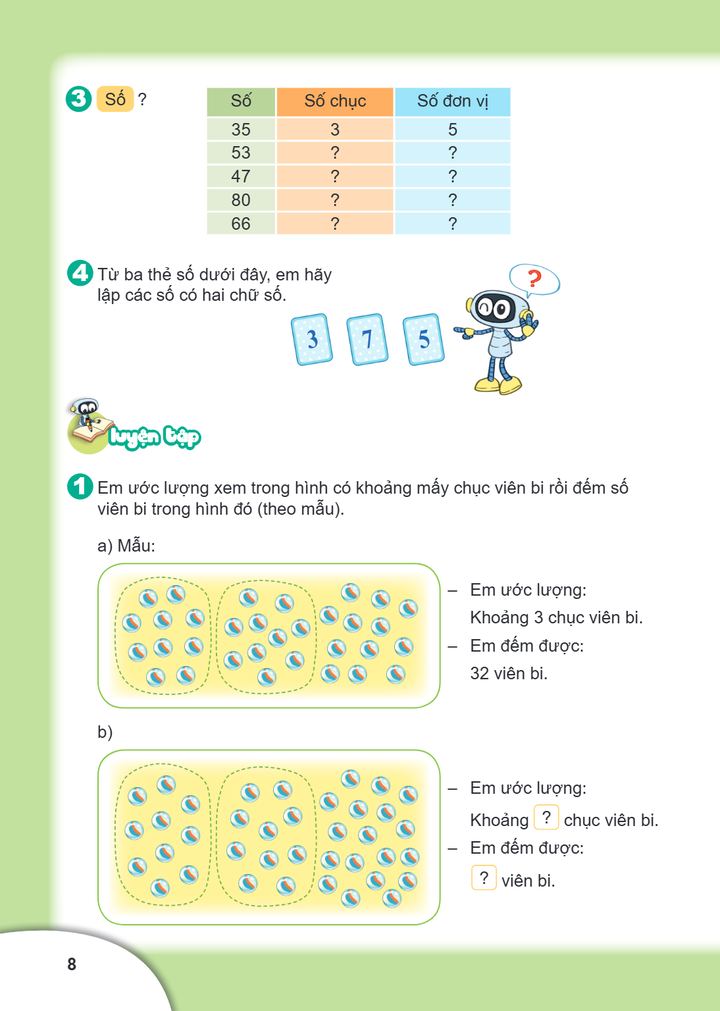 3 Số ?
Số Số chục Số đơn vị
35 3 5
53 ? ?
47 ? ?
80 ? ?
66 ? ?
4 Từ ba thẻ số dưới đây, em hãy
lập các số có hai chữ số.
?
3 7 5
luyện tập
1 Em ước lượng xem trong hình có khoảng mấy chục viên bi rồi đếm số
viên bi trong hình đó (theo mẫu).
a) Mẫu:
– Em ước lượng:
Khoảng 3 chục viên bi.
– Em đếm được:
32 viên bi.
b)
– Em ước lượng:
Khoảng ? chục viên bi.
– Em đếm được:
? viên bi.
8